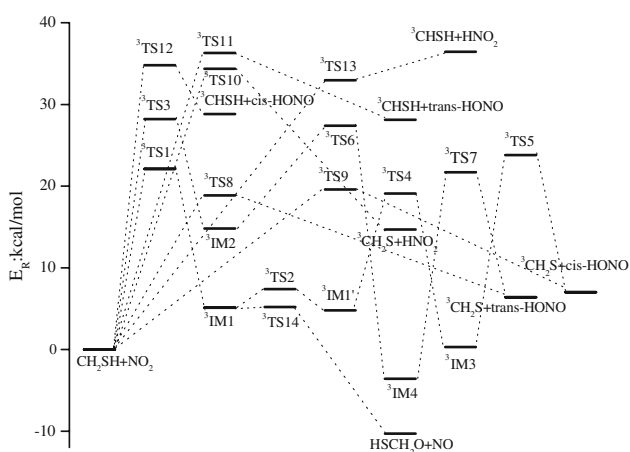 40
30
20
10
0
-10
E_R:kcal/mol
³TS12
³TS11
³CHSH+HNO₂
³TS10
³TS13
³TS3
³CHSH+cis-HONO
³CHSH+trans-HONO
³TS1
³TS6
³TS5
³TS8
³TS9
³TS4
³TS7
³IM2
³CH₂S+HNO₂
³CH₂S+cis-HONO
³TS2
³IM1
³IM1'
³TS14
³CH₂S+trans-HONO
CH₂SH+NO₂
³IM3
³IM4
HSCH₂O+NO